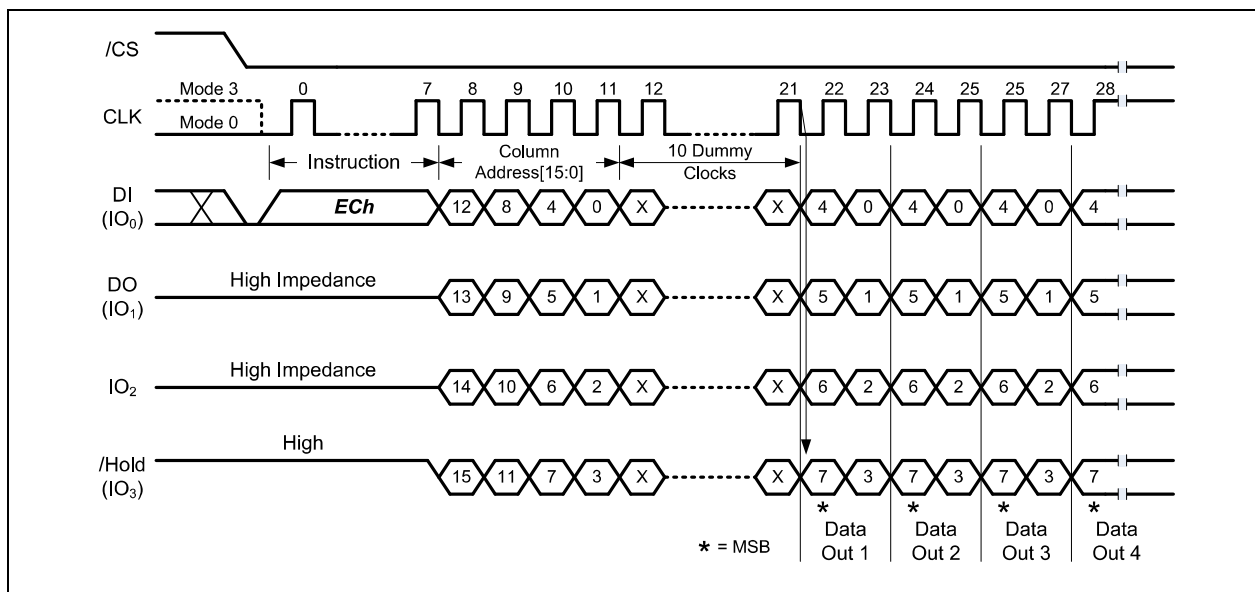 /CS
Mode 3
Mode 0
CLK
0 7 8 9 10 11 12 21 22 23 24 25 25 27 28
Instruction
Column
Address[15:0]
10 Dummy
Clocks
DI
(IO₀)
ECh 12 8 4 0 X X 4 0 4 0 4 0 4
DO
(IO₁)
High Impedance
13 9 5 1 X X 5 1 5 1 5 1 5
IO₂
High Impedance
14 10 6 2 X X 6 2 6 2 6 2 6
/Hold
(IO₃)
High
15 11 7 3 X X 7 3 7 3 7 3 7
* * * *
* = MSB
Data
Out 1
Data
Out 2
Data
Out 3
Data
Out 4